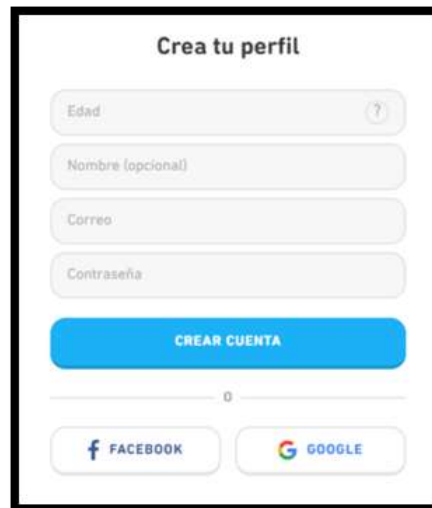 Crea tu perfil
Edad ?
Nombre (opcional)
Correo
Contraseña
CREAR CUENTA
O
FACEBOOK GOOGLE